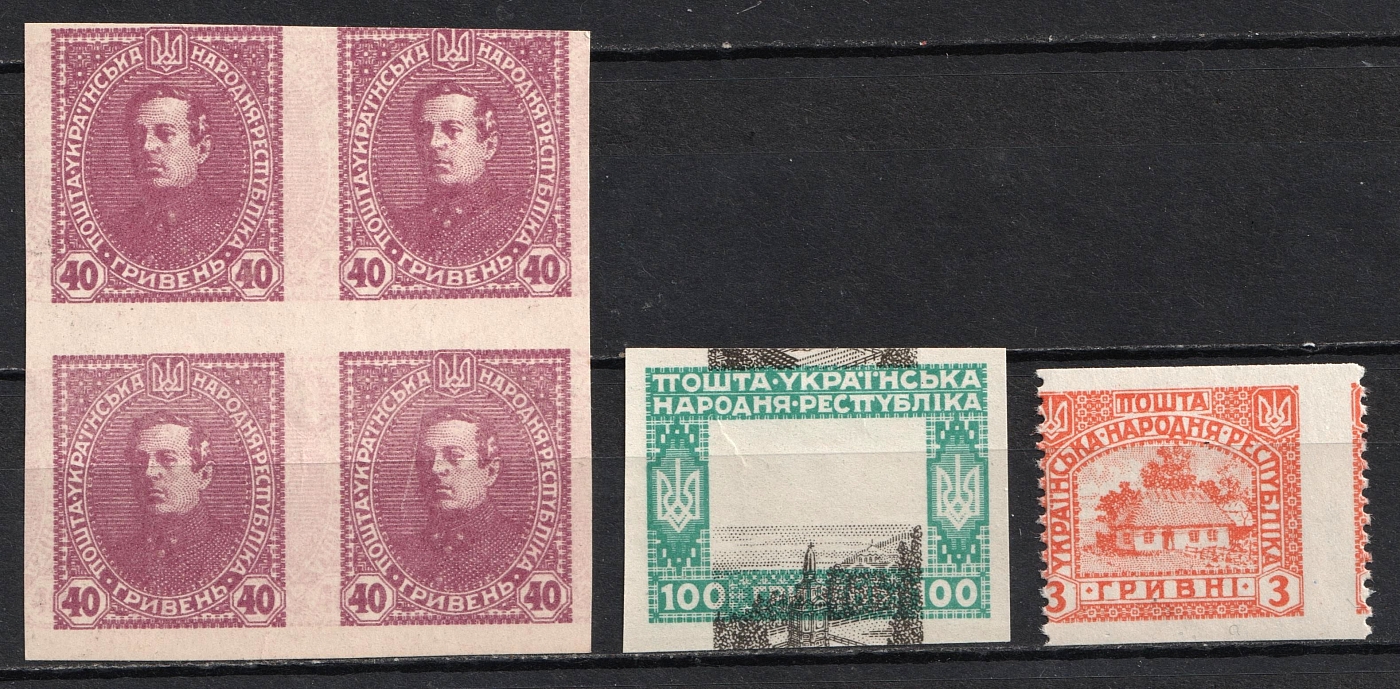 ПОШТА·УКРАЇНСЬКА НАРОДНЯ·РЕСПУБЛІКА
40 ·ГРИВЕНЬ· 40
ПОШТА·УКРАЇНСЬКА НАРОДНЯ·РЕСПУБЛІКА
40 ·ГРИВЕНЬ· 40
ПОШТА·УКРАЇНСЬКА НАРОДНЯ·РЕСПУБЛІКА
40 ·ГРИВЕНЬ· 40
ПОШТА·УКРАЇНСЬКА НАРОДНЯ·РЕСПУБЛІКА
40 ·ГРИВЕНЬ· 40
ПОШТА·УКРАЇНСЬКА
НАРОДНЯ·РЕСПУБЛІКА
100 ГРИВЕНЬ 00
ПОШТА
УКРАЇНСЬКА·НАРОДНЯ·РЕСПУБЛІКА
3 ·ГРИВНІ· 3